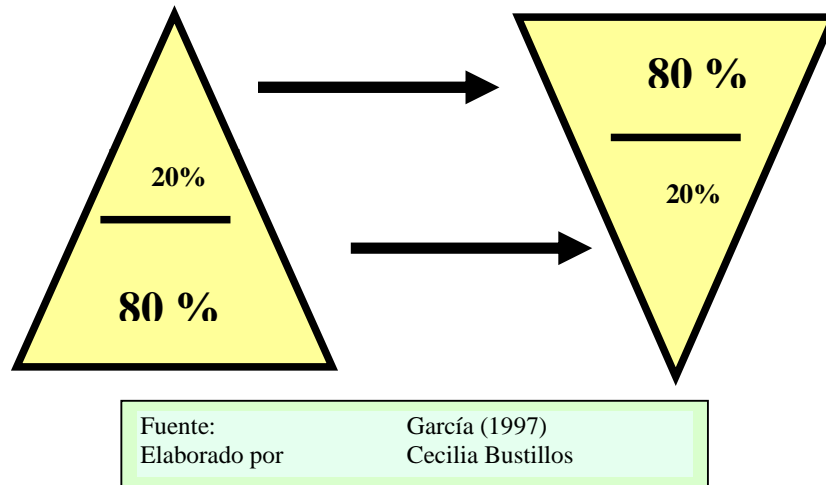 80 %
20%
20%
80 %
Fuente: García (1997)
Elaborado por Cecilia Bustillos